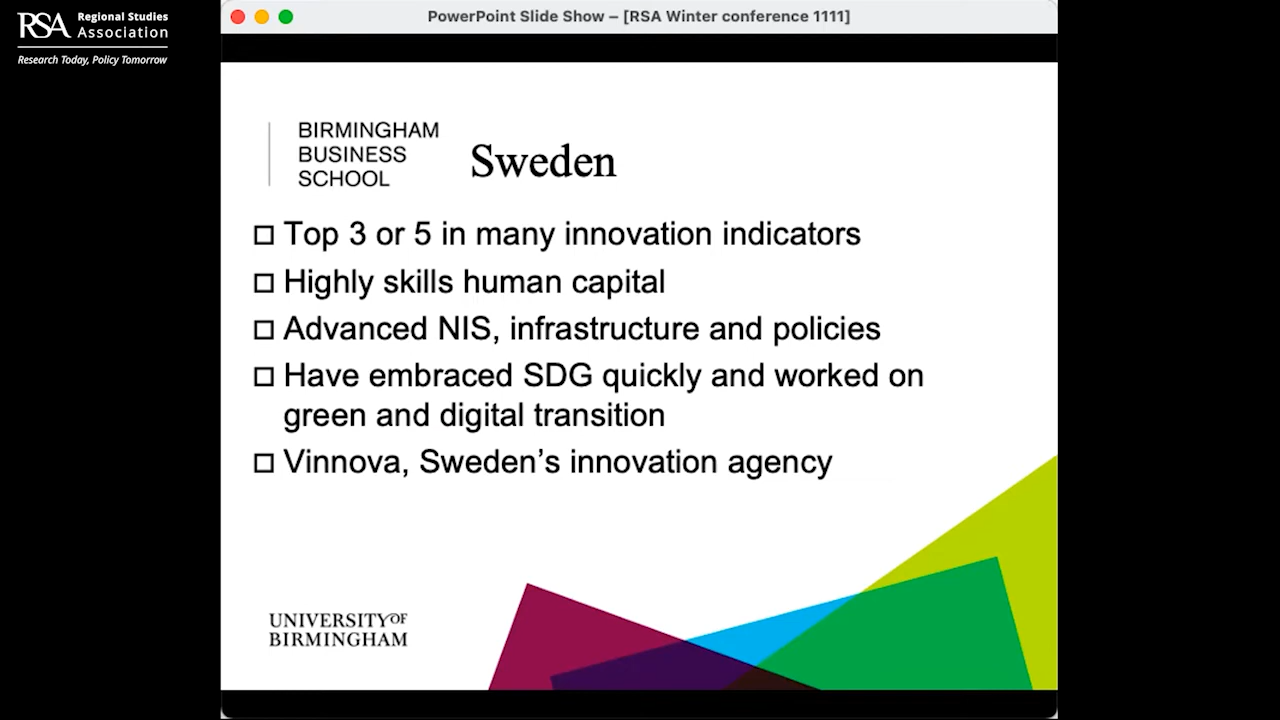 RSA Regional Studies
Association
Research Today, Policy Tomorrow
PowerPoint Slide Show – [RSA Winter conference 1111]
BIRMINGHAM
BUSINESS
SCHOOL
Sweden
Top 3 or 5 in many innovation indicators
Highly skills human capital
Advanced NIS, infrastructure and policies
Have embraced SDG quickly and worked on
green and digital transition
Vinnova, Sweden’s innovation agency
UNIVERSITY OF
BIRMINGHAM